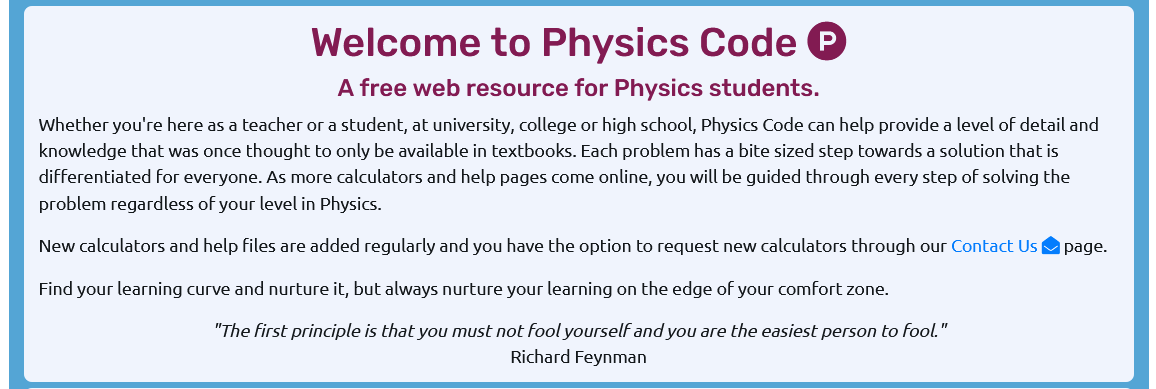 Welcome to Physics Code P
A free web resource for Physics students.
Whether you're here as a teacher or a student, at university, college or high school, Physics Code can help provide a level of detail and
knowledge that was once thought to only be available in textbooks. Each problem has a bite sized step towards a solution that is
differentiated for everyone. As more calculators and help pages come online, you will be guided through every step of solving the
problem regardless of your level in Physics.
New calculators and help files are added regularly and you have the option to request new calculators through our Contact Us page.
Find your learning curve and nurture it, but always nurture your learning on the edge of your comfort zone.
"The first principle is that you must not fool yourself and you are the easiest person to fool."
Richard Feynman